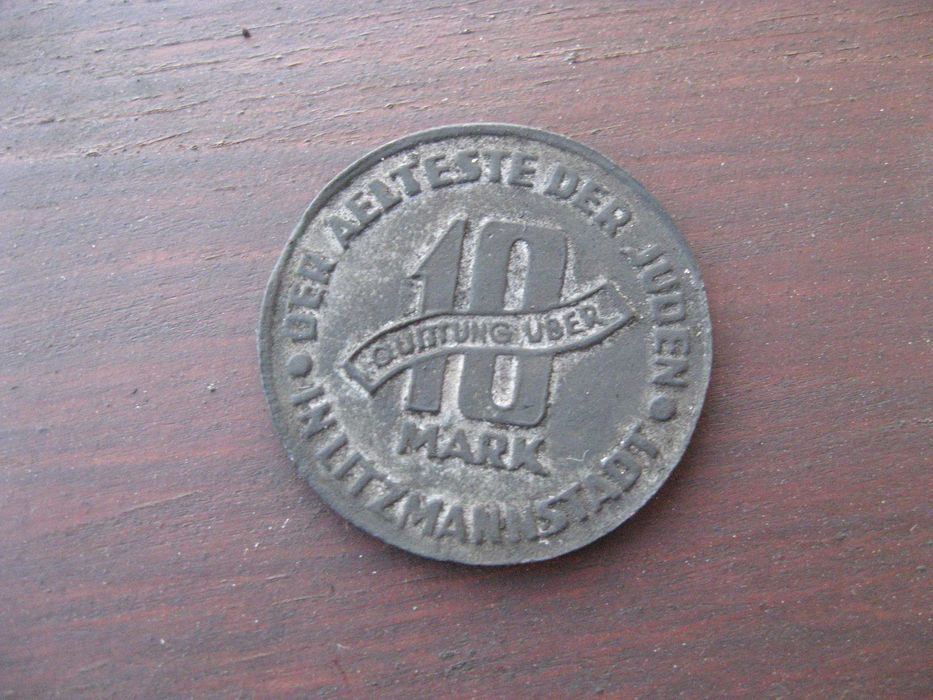 DER AELTESTE DER JUDEN
10
QUITTUNG ÜBER
MARK
IN LITZMANNSTADT